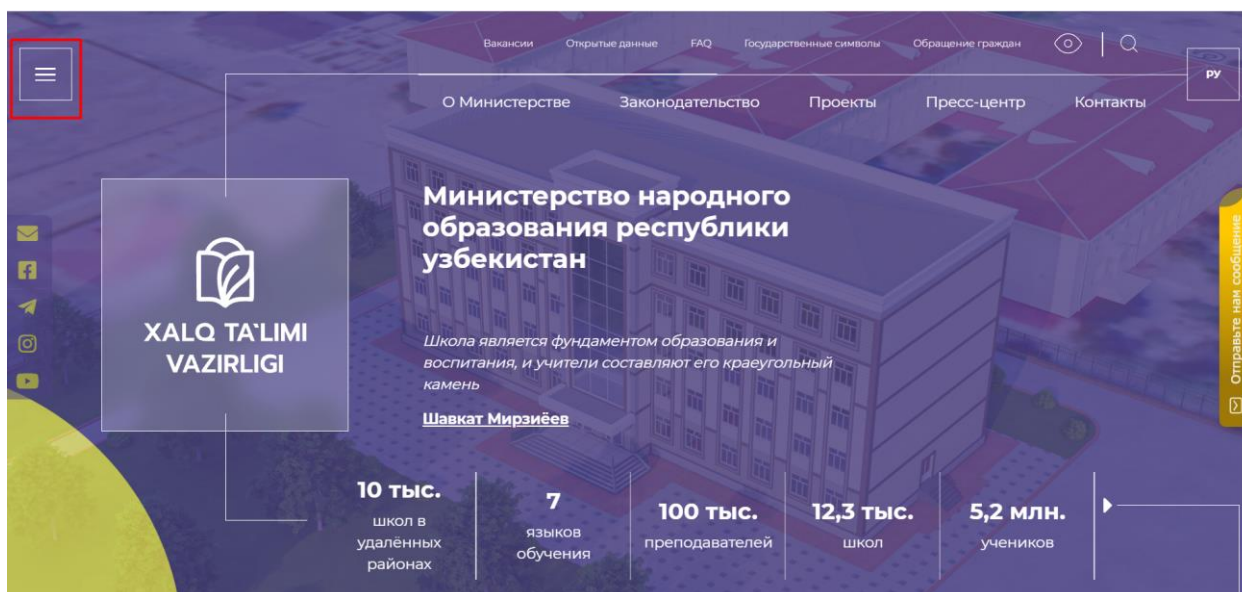 Вакансии
Открытые данные
FAQ
Государственные символы
Обращение граждан
РУ
О Министерстве
Законодательство
Проекты
Пресс-центр
Контакты
XALQ TA`LIMI
VAZIRLIGI
Министерство народного
образования республики
узбекистан
Школа является фундаментом образования и
воспитания, и учители составляют его краеугольный
камень
Шавкат Мирзиёев
10 тыс.
школ в
удалённых
районах
7
языков
обучения
100 тыс.
преподавателей
12,3 тыс.
школ
5,2 млн.
учеников
Отправьте нам сообщение